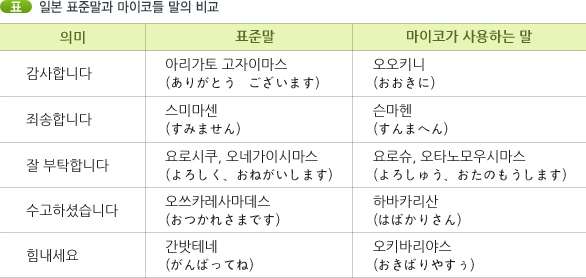 표 일본 표준말과 마이코들 말의 비교
의미 표준말 마이코가 사용하는 말
감사합니다 아리가토 고자이마스 오오키니
(ありがとう ございます) (おおきに)
죄송합니다 스미마센 슨마헨
(すみません) (すんまへん)
잘 부탁합니다 요로시쿠, 오네가이시마스 요로슈, 오타노모우시마스
(よろしく、おねがいします) (よろしゅう、おたのもうします)
수고하셨습니다 오쓰카레사마데스 하바카리산
(おつかれさまです) (はばかりさん)
힘내세요 간밧테네 오키바리야스
(がんばってね) (おきばりやすぅ)